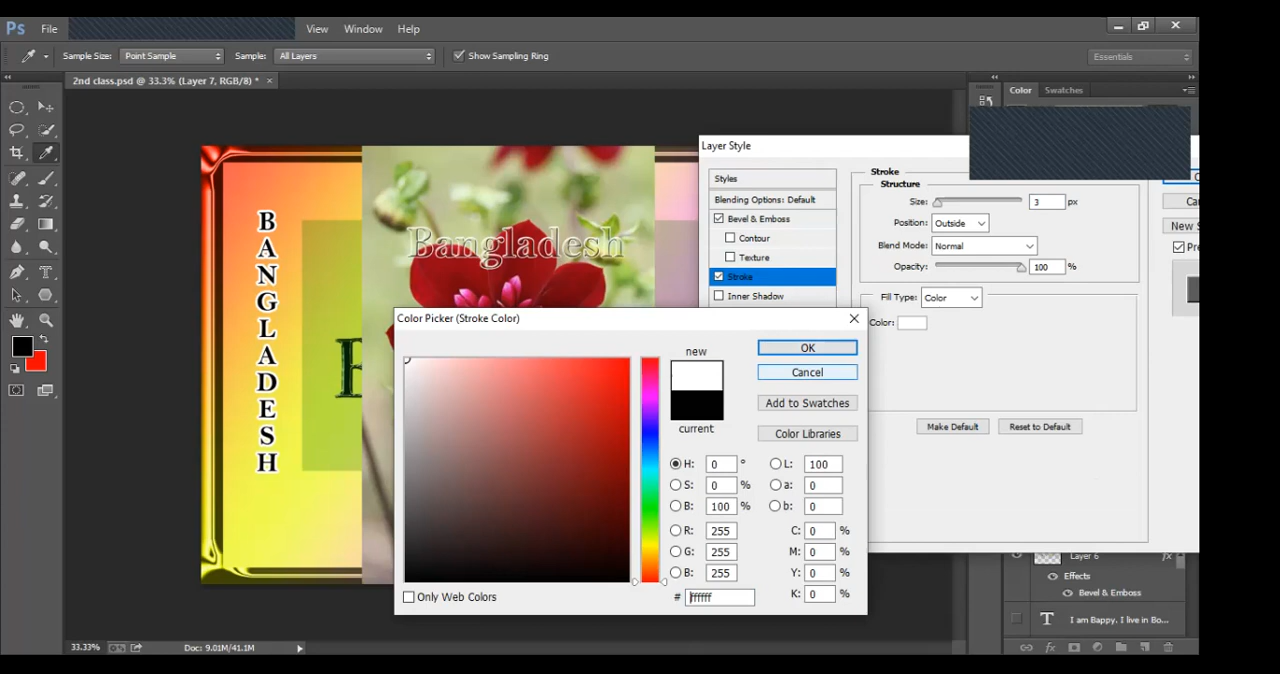 Ps File View Window Help
Sample Size: Point Sample Sample: All Layers Show Sampling Ring Essentials
2nd class.psd @ 33.3% (Layer 7, RGB/8) * ×
Color Swatches
Layer Style
Styles
Blending Options: Default
Bevel & Emboss
Contour
Texture
Stroke
Inner Shadow
Stroke
Structure
Size: 3 px
Position: Outside
Blend Mode: Normal
Opacity: 100 %
Fill Type: Color
Color:
Make Default Reset to Default
New S
B
A
N
G
L
A
D
E
S
H
Bangladesh
B
Color Picker (Stroke Color)
new
current
OK
Cancel
Add to Swatches
Color Libraries
H: 0 ° L: 100
S: 0 % a: 0
B: 100 % b: 0
R: 255 C: 0 %
G: 255 M: 0 %
B: 255 Y: 0 %
# ffffff K: 0 %
Only Web Colors
Layer 6 fx
Effects
Bevel & Emboss
T I am Bappy. I live in Bo...
33.33% Doc: 9.01M/41.1M